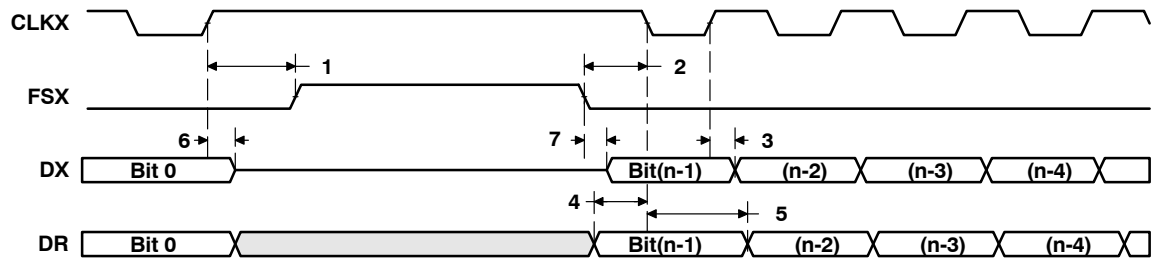 CLKX
1
2
FSX
6
7
3
DX
Bit 0
Bit(n-1)
(n-2)
(n-3)
(n-4)
4
5
DR
Bit 0
Bit(n-1)
(n-2)
(n-3)
(n-4)